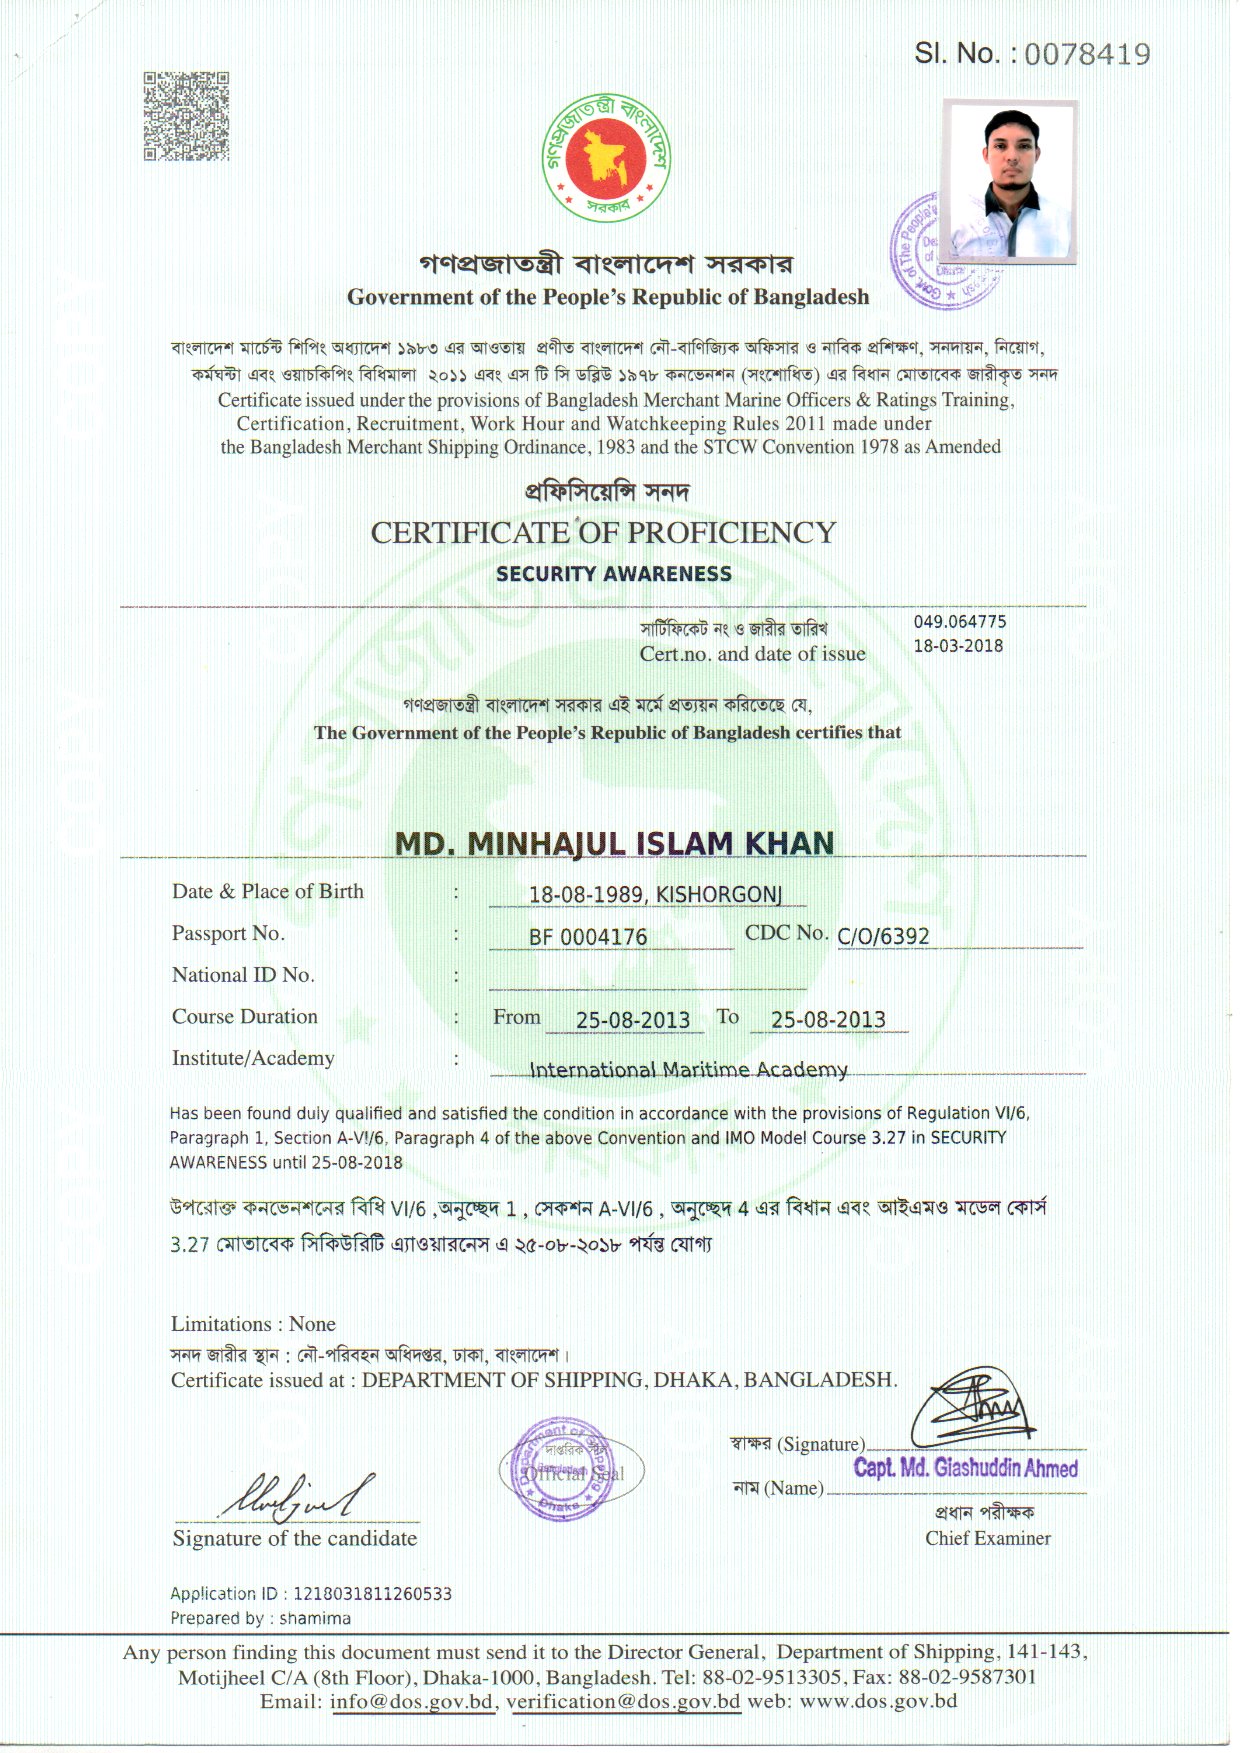 Sl. No. : 0078419
গণপ্রজাতন্ত্রী বাংলাদেশ
সরকার
গণপ্রজাতন্ত্রী বাংলাদেশ সরকার
Government of the People's Republic of Bangladesh
বাংলাদেশ মার্চেন্ট শিপিং অধ্যাদেশ ১৯৮৩ এর আওতায় প্রণীত বাংলাদেশ নৌ-বাণিজ্যিক অফিসার ও নাবিক প্রশিক্ষণ, সনদায়ন, নিয়োগ,
কর্মঘন্টা এবং ওয়াচকিপিং বিধিমালা ২০১১ এবং এস টি সি ডব্লিউ ১৯৭৮ কনভেনশন (সংশোধিত) এর বিধান মোতাবেক জারীকৃত সনদ
Certificate issued under the provisions of Bangladesh Merchant Marine Officers & Ratings Training,
Certification, Recruitment, Work Hour and Watchkeeping Rules 2011 made under
the Bangladesh Merchant Shipping Ordinance, 1983 and the STCW Convention 1978 as Amended
প্রফিসিয়েন্সি সনদ
CERTIFICATE OF PROFICIENCY
SECURITY AWARENESS
সার্টিফিকেট নং ও জারীর তারিখ 049.064775
Cert.no. and date of issue 18-03-2018
গণপ্রজাতন্ত্রী বাংলাদেশ সরকার এই মর্মে প্রত্যয়ন করিতেছে যে,
The Government of the People's Republic of Bangladesh certifies that
MD. MINHAJUL ISLAM KHAN
Date & Place of Birth : 18-08-1989, KISHORGONJ
Passport No. : BF 0004176 CDC No. C/O/6392
National ID No. :
Course Duration : From 25-08-2013 To 25-08-2013
Institute/Academy : International Maritime Academy
Has been found duly qualified and satisfied the condition in accordance with the provisions of Regulation VI/6,
Paragraph 1, Section A-VI/6, Paragraph 4 of the above Convention and IMO Model Course 3.27 in SECURITY
AWARENESS until 25-08-2018
উপরোক্ত কনভেনশনের বিধি VI/6 ,অনুচ্ছেদ 1 , সেকশন A-VI/6 , অনুচ্ছেদ 4 এর বিধান এবং আইএমও মডেল কোর্স
3.27 মোতাবেক সিকিউরিটি এ্যাওয়ারনেস এ ২৫-০৮-২০১৮ পর্যন্ত যোগ্য
Limitations : None
সনদ জারীর স্থান : নৌ-পরিবহন অধিদপ্তর, ঢাকা, বাংলাদেশ।
Certificate issued at : DEPARTMENT OF SHIPPING, DHAKA, BANGLADESH.
স্বাক্ষর (Signature)
Capt. Md. Giashuddin Ahmed
নাম (Name)
প্রধান পরীক্ষক
Chief Examiner
দাপ্তরিক সীল
Official Seal
Department of Shipping
Bangladesh
Dhaka
Signature of the candidate
Application ID : 1218031811260533
Prepared by : shamima
Any person finding this document must send it to the Director General, Department of Shipping, 141-143,
Motijheel C/A (8th Floor), Dhaka-1000, Bangladesh. Tel: 88-02-9513305, Fax: 88-02-9587301
Email: info@dos.gov.bd, verification@dos.gov.bd web: www.dos.gov.bd